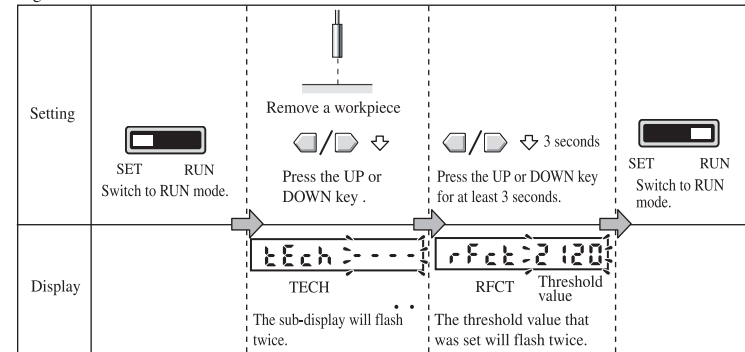 Setting
SET RUN
Switch to RUN mode.
Remove a workpiece
/
Press the UP or
DOWN key .
/ 3 seconds
Press the UP or DOWN key
for at least 3 seconds.
SET RUN
Switch to RUN
mode.
Display
tEch ----
TECH
The sub-display will flash
twice.
rFct 2120
RFCT Threshold
value
The threshold value that
was set will flash twice.